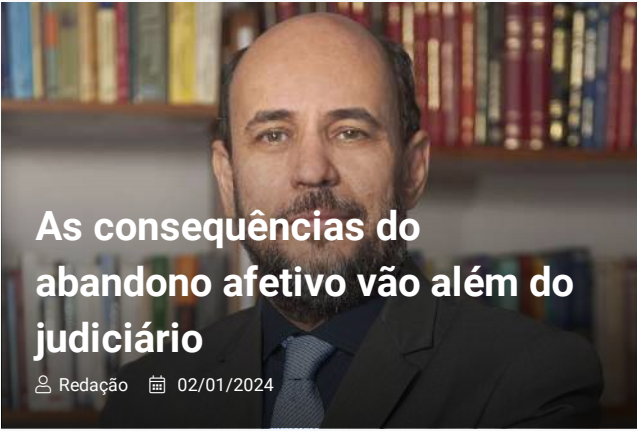 As consequências do
abandono afetivo vão além do
judiciário
Redação 02/01/2024